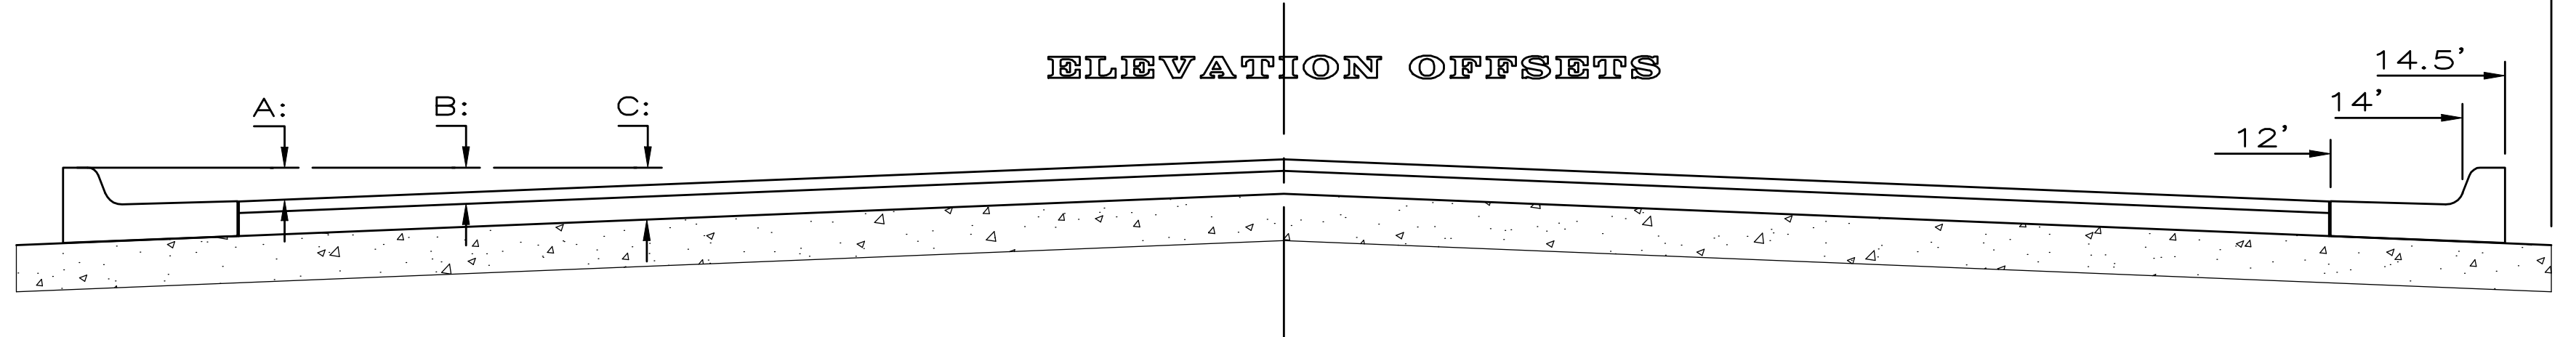 ELEVATION OFFSETS
14.5'
14'
12'
A:
B:
C: